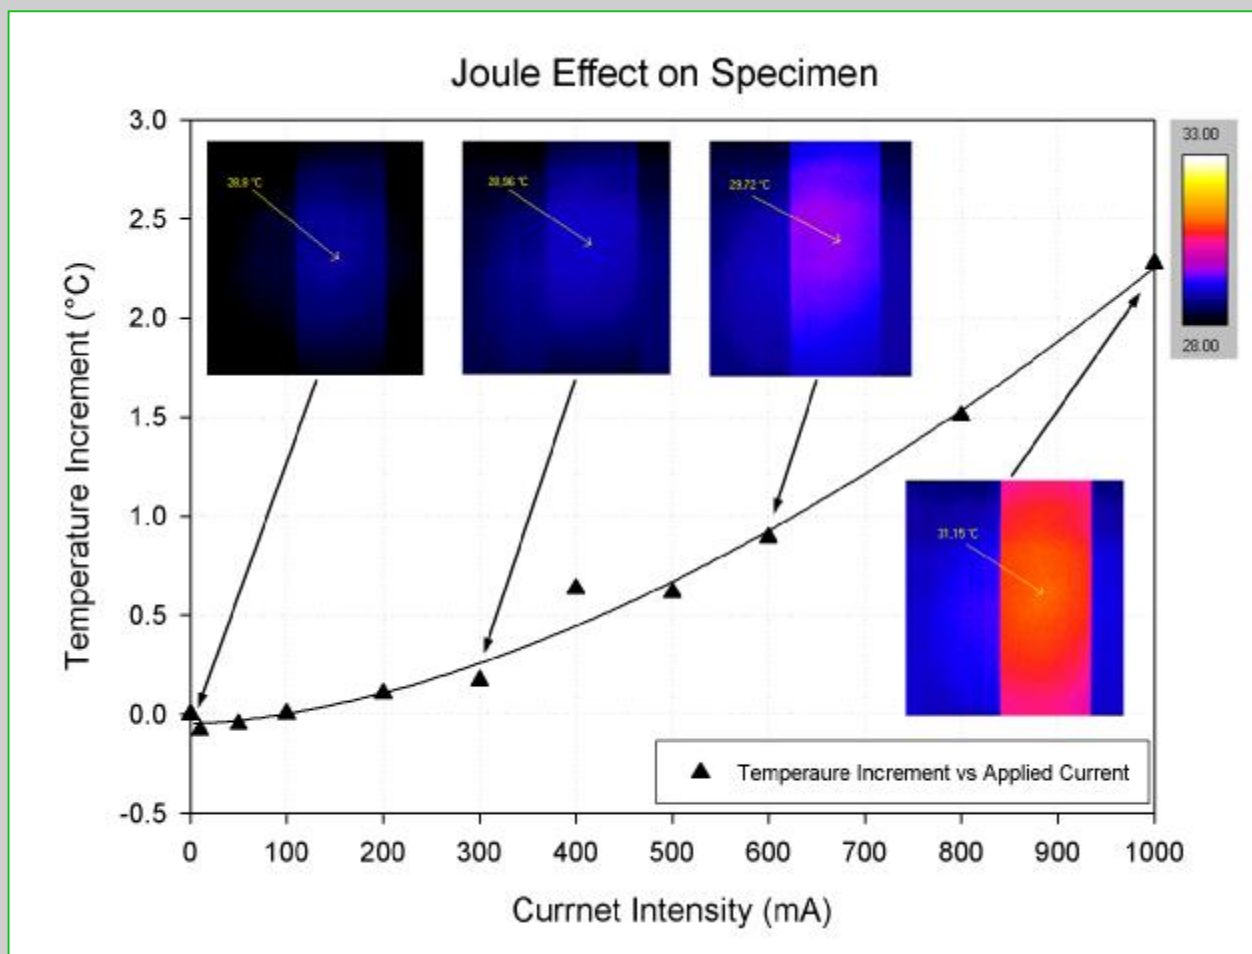 Joule Effect on Specimen
3.0
2.5
2.0
1.5
1.0
0.5
0.0
-0.5
Temperature Increment (°C)
28,96 °C
29,72 °C
31,15 °C
33.00
28.00
Temperaure Increment vs Applied Current
0 100 200 300 400 500 600 700 800 900 1000
Currnet Intensity (mA)